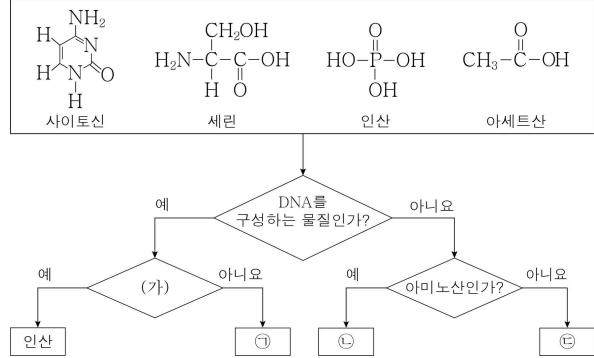 NH₂
H
N
H
N
O
H
사이토신
CH₂OH
H₂N－C－C－OH
H O
세린
O
HO－P－OH
OH
인산
O
CH₃－C－OH
아세트산
DNA를
구성하는 물질인가?
예
아니요
(가)
예
아니요
아미노산인가?
예
아니요
인산
㉠
㉡
㉢